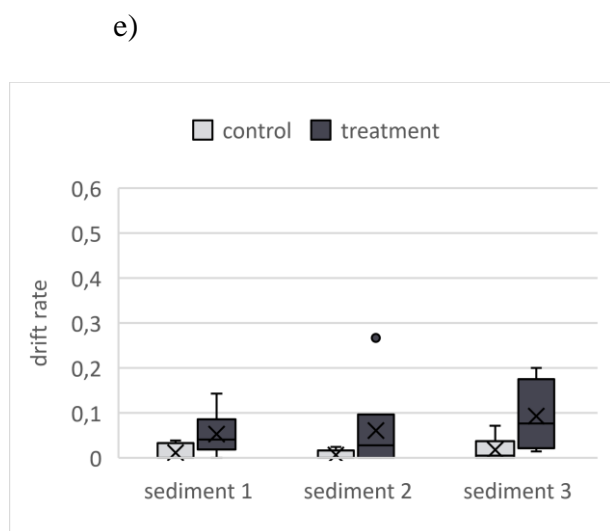 e)
control treatment
0,6
0,5
0,4
0,3
0,2
0,1
0
drift rate
sediment 1 sediment 2 sediment 3